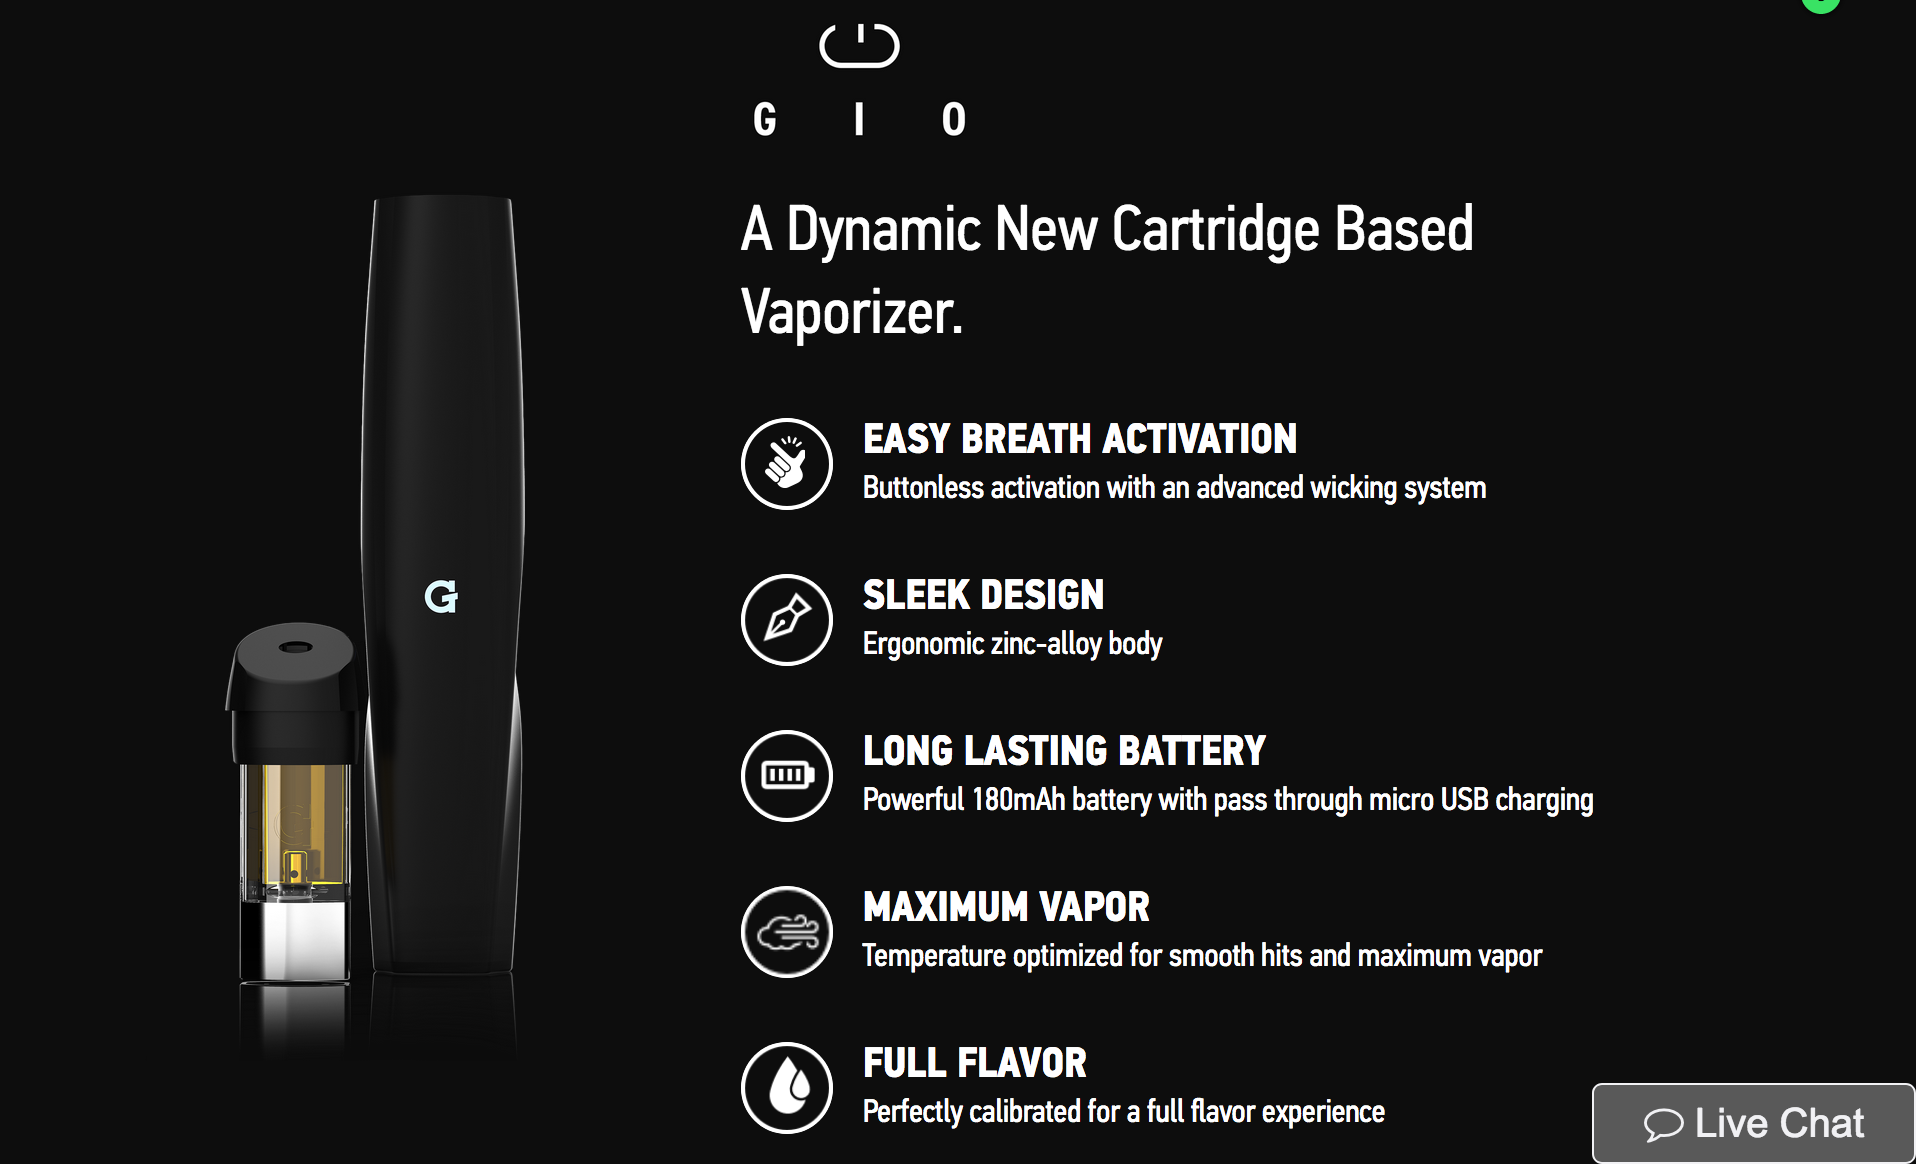 G I O
A Dynamic New Cartridge Based
Vaporizer.
EASY BREATH ACTIVATION
Buttonless activation with an advanced wicking system
G
SLEEK DESIGN
Ergonomic zinc-alloy body
LONG LASTING BATTERY
Powerful 180mAh battery with pass through micro USB charging
MAXIMUM VAPOR
Temperature optimized for smooth hits and maximum vapor
FULL FLAVOR
Perfectly calibrated for a full flavor experience
Live Chat